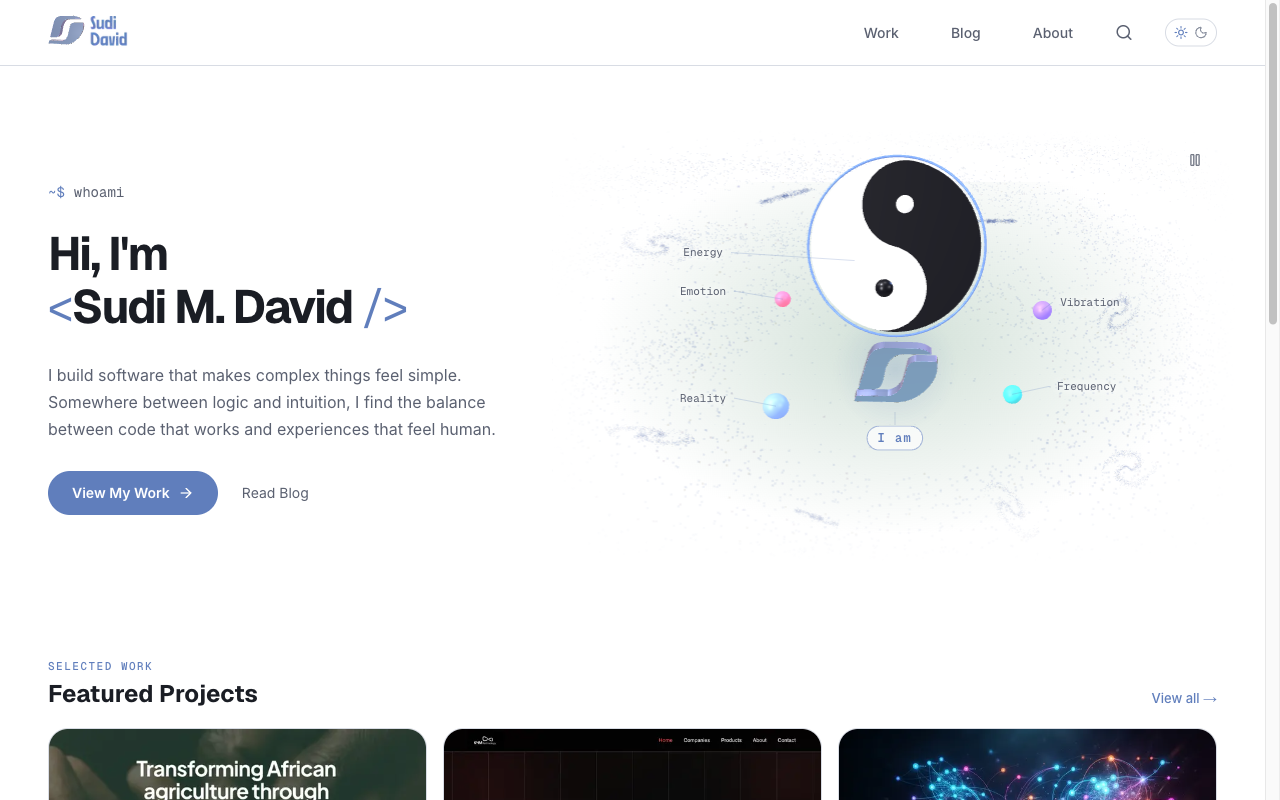 Sudi
David
Work
Blog
About
~$ whoami
Hi, I'm
<Sudi M. David />
I build software that makes complex things feel simple.
Somewhere between logic and intuition, I find the balance
between code that works and experiences that feel human.
View My Work →
Read Blog
Energy
Emotion
Vibration
Reality
Frequency
I am
SELECTED WORK
Featured Projects
View all →
Transforming African
agriculture through
Home Companies Products About Contact